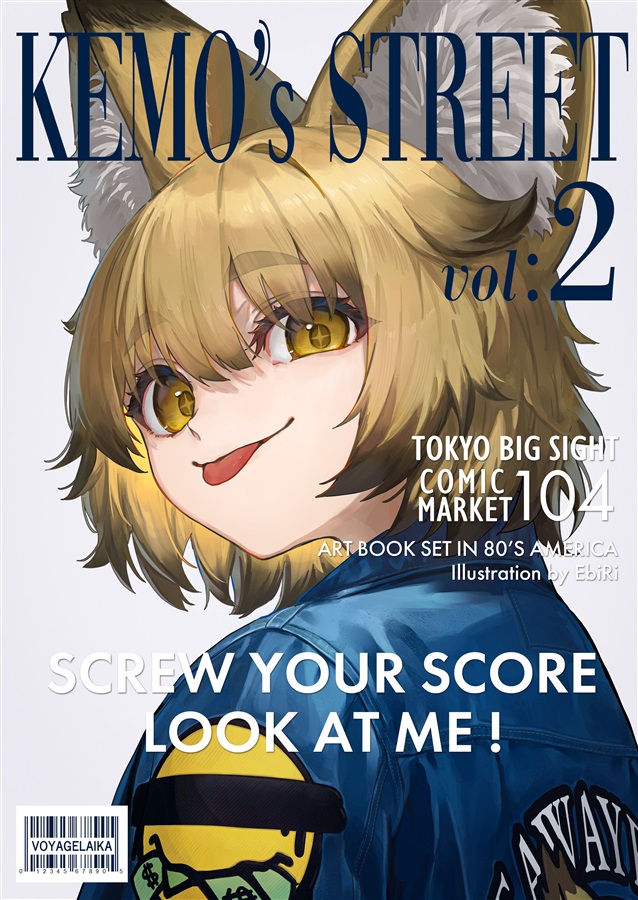 KEMO's STREET
vol:2
TOKYO BIG SIGHT
COMIC
MARKET 104
ART BOOK SET IN 80'S AMERICA
Illustration by EbiRi
SCREW YOUR SCORE
LOOK AT ME !
VOYAGELAIKA
0 12345 67890 5